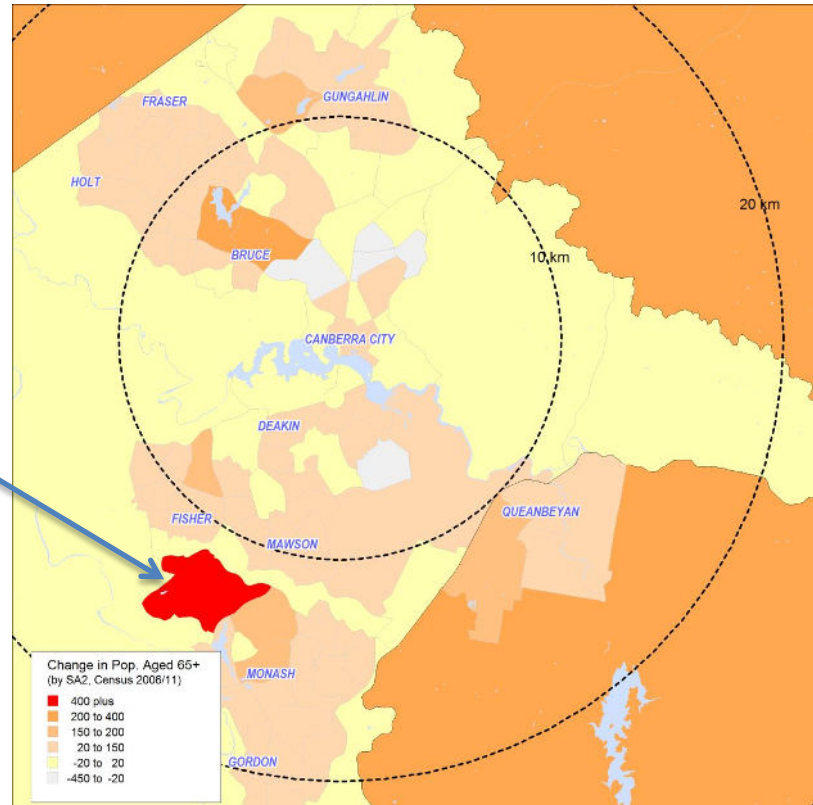 GUNGAHLIN
FRASER
HOLT
20 km
BRUCE
10 km
CANBERRA CITY
DEAKIN
QUEANBEYAN
FISHER
MAWSON
MONASH
GORDON
Change in Pop. Aged 65+
(by SA2, Census 2006/11)
400 plus
200 to 400
150 to 200
20 to 150
-20 to 20
-450 to -20